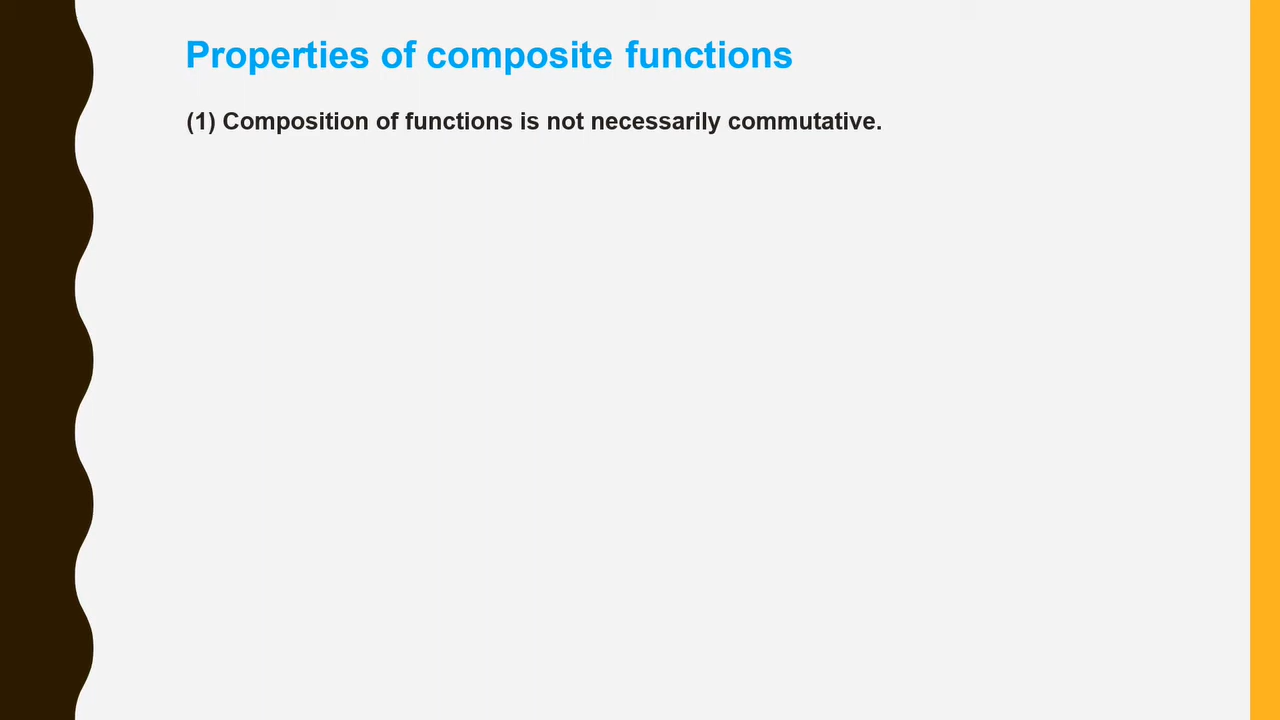 Properties of composite functions
(1) Composition of functions is not necessarily commutative.